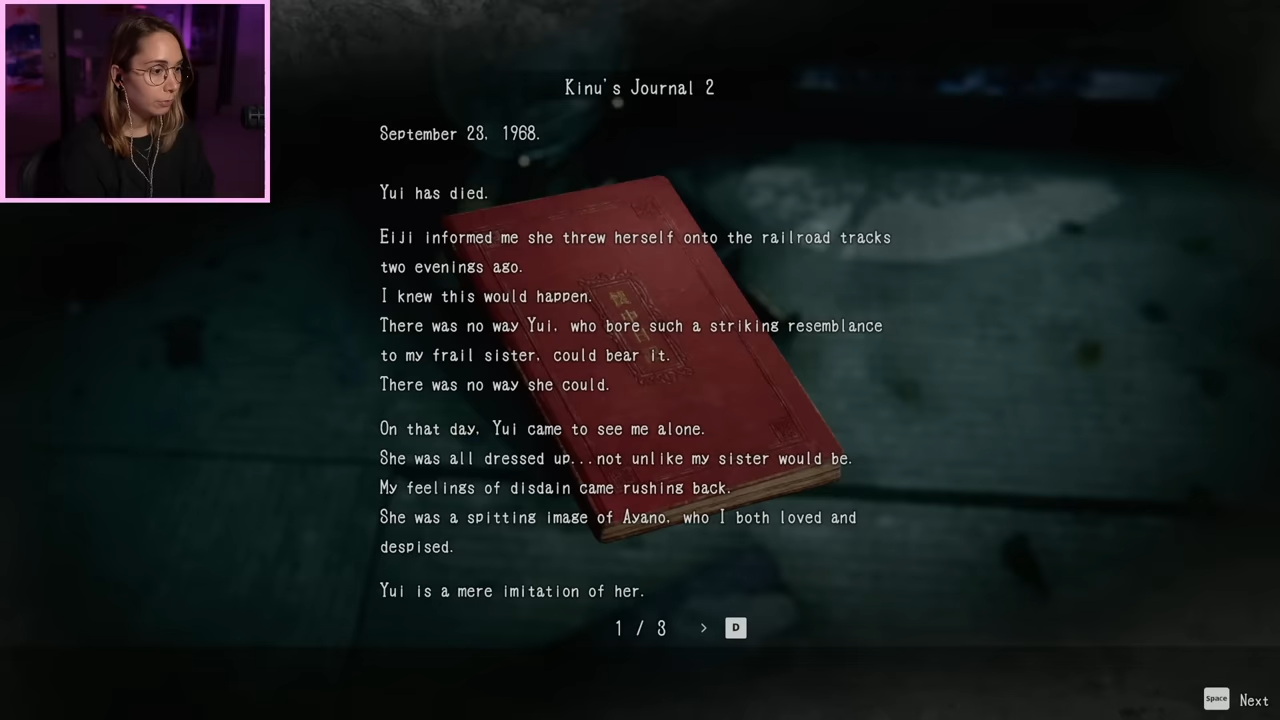 Kinu's Journal 2
September 23, 1968.
Yui has died.
Eiji informed me she threw herself onto the railroad tracks
two evenings ago.
I knew this would happen.
There was no way Yui, who bore such a striking resemblance
to my frail sister, could bear it.
There was no way she could.
On that day, Yui came to see me alone.
She was all dressed up...not unlike my sister would be.
My feelings of disdain came rushing back.
She was a spitting image of Ayano, who I both loved and
despised.
Yui is a mere imitation of her.
1 / 3 > D
Space Next